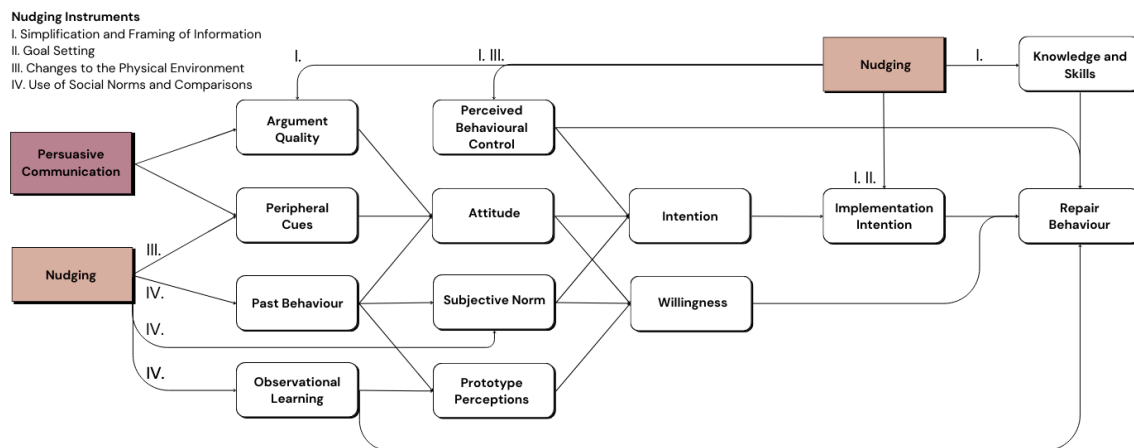 Nudging Instruments
I. Simplification and Framing of Information
II. Goal Setting
III. Changes to the Physical Environment
IV. Use of Social Norms and Comparisons
I.
I. III.
Nudging
I.
Knowledge and
Skills
Persuasive
Communication
Argument
Quality
Perceived
Behavioural
Control
I. II.
Peripheral
Cues
Attitude
Intention
Implementation
Intention
Repair
Behaviour
Nudging
III.
IV.
IV.
IV.
Past Behaviour
Subjective Norm
Willingness
Observational
Learning
Prototype
Perceptions